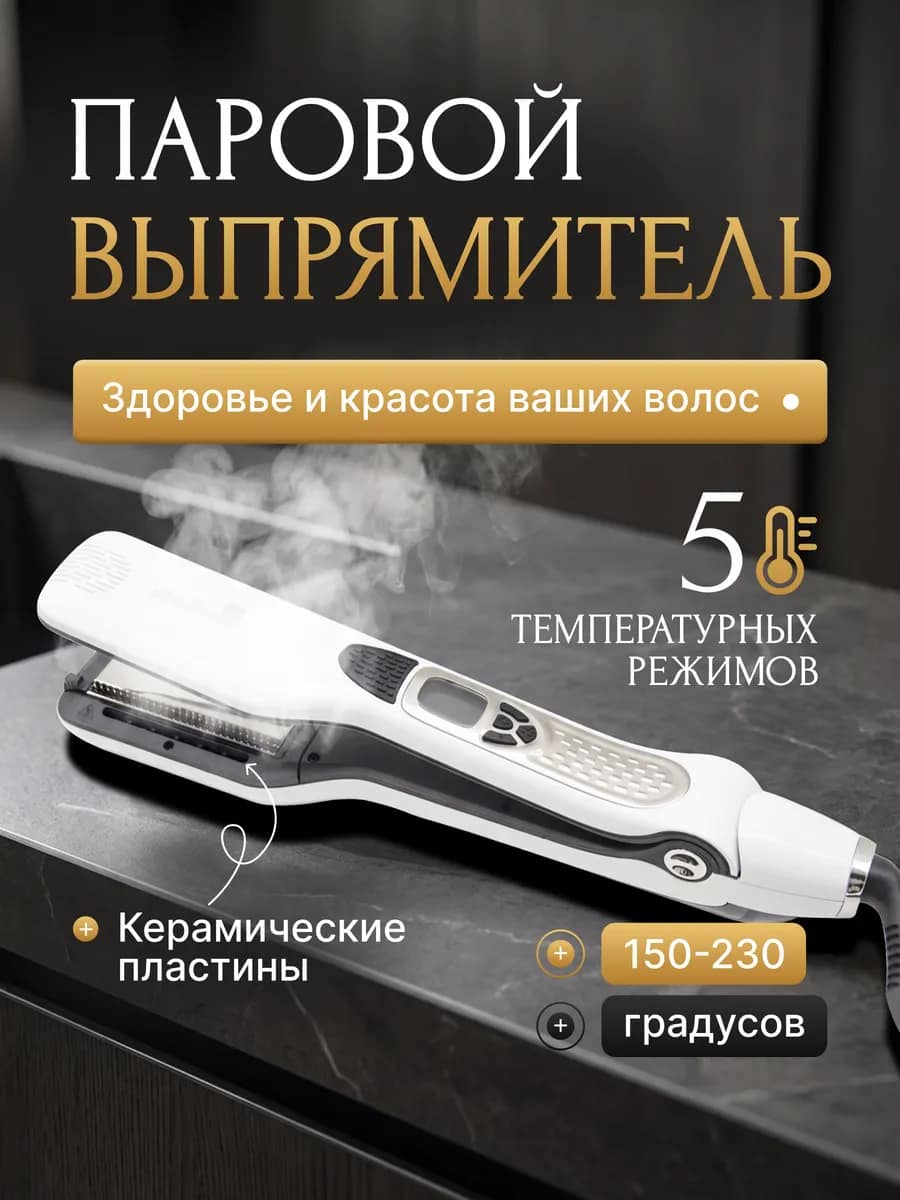 ПАРОВОЙ
ВЫПРЯМИТЕЛЬ
Здоровье и красота ваших волос
5
ТЕМПЕРАТУРНЫХ
РЕЖИМОВ
Керамические
пластины
150-230
градусов